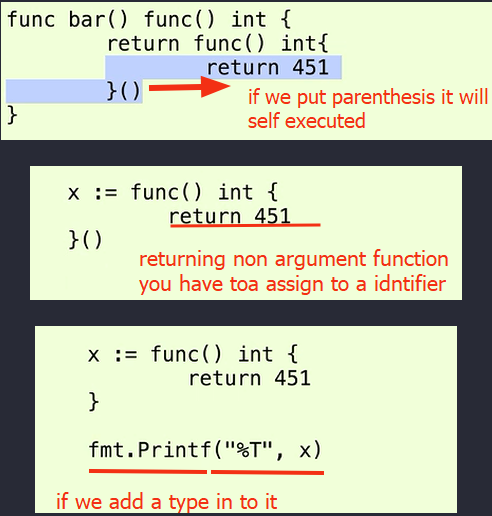 func bar() func() int {
return func() int{
return 451
}()
}
if we put parenthesis it will
self executed
x := func() int {
return 451
}()
returning non argument function
you have toa assign to a idntifier
x := func() int {
return 451
}
fmt.Printf("%T", x)
if we add a type in to it